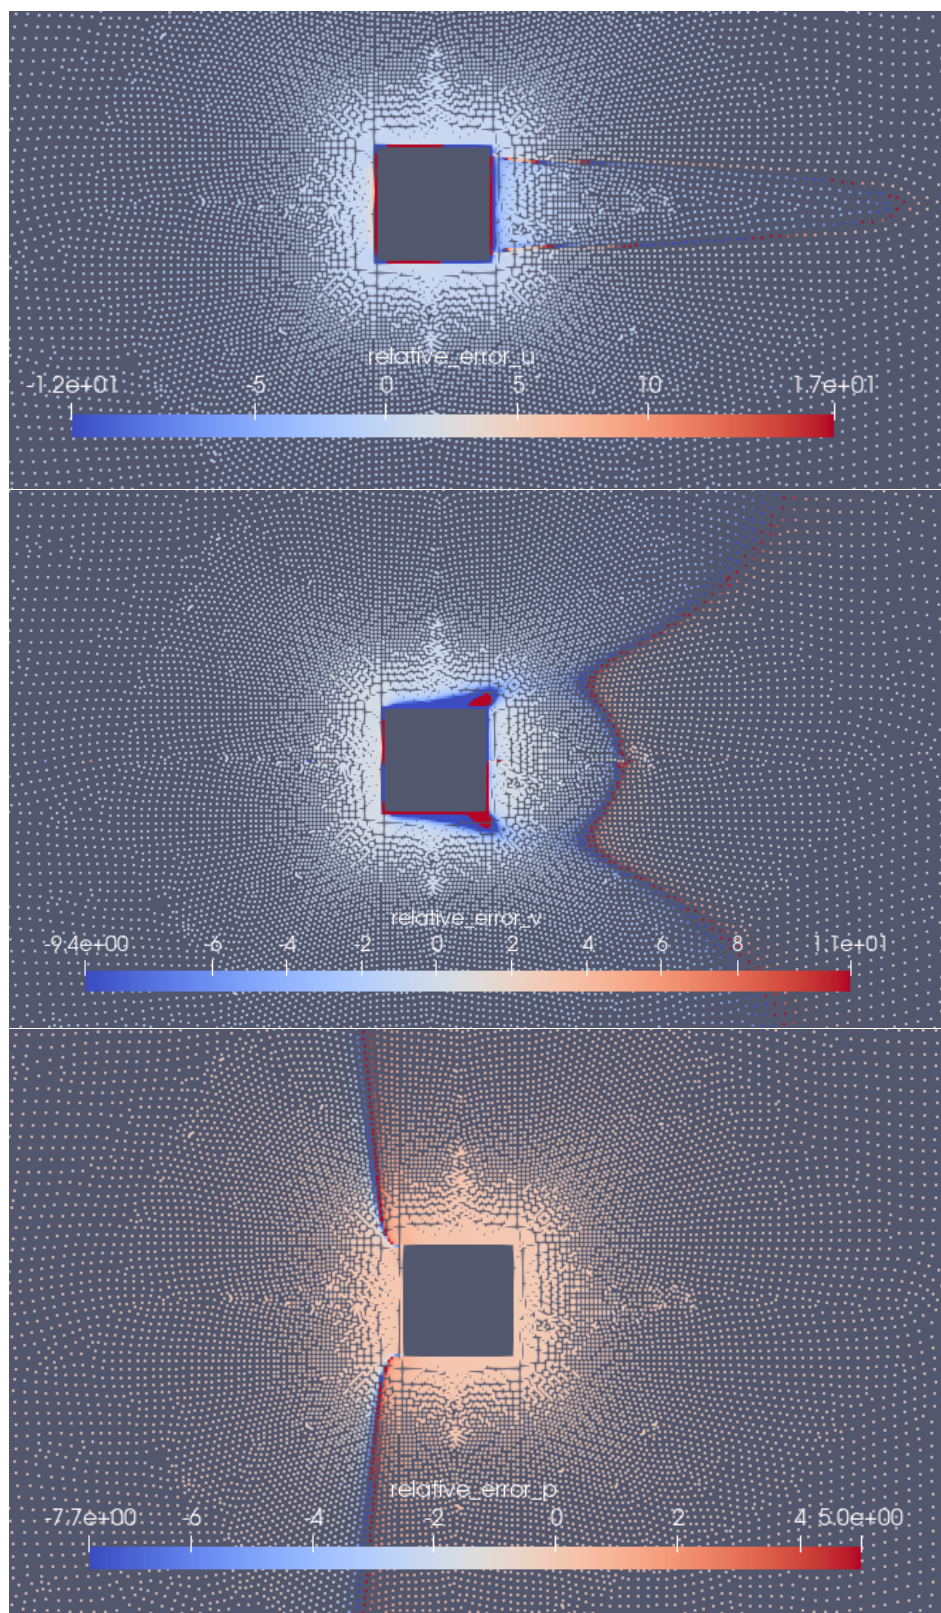 relative_error_u
-1.2e+01 -5 0 5 10 1.7e+01
relative_error_v
-9.4e+00 -6 -4 -2 0 2 4 6 8 1.1e+01
relative_error_p
-7.7e+00 -6 -4 -2 0 2 4 5.0e+00